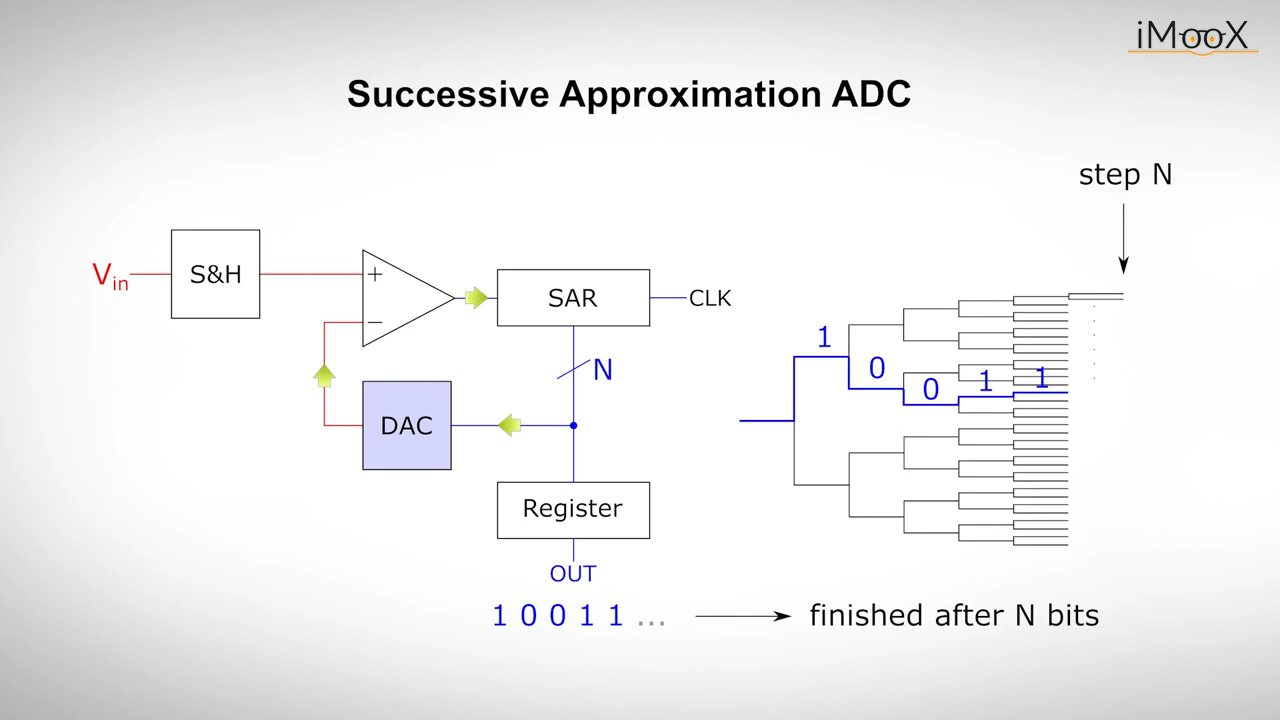 iMooX
Successive Approximation ADC
step N
Vin
S&H
+
−
SAR
CLK
N
DAC
Register
OUT
1 0 0 1 1
1 0 0 1 1 ...
finished after N bits